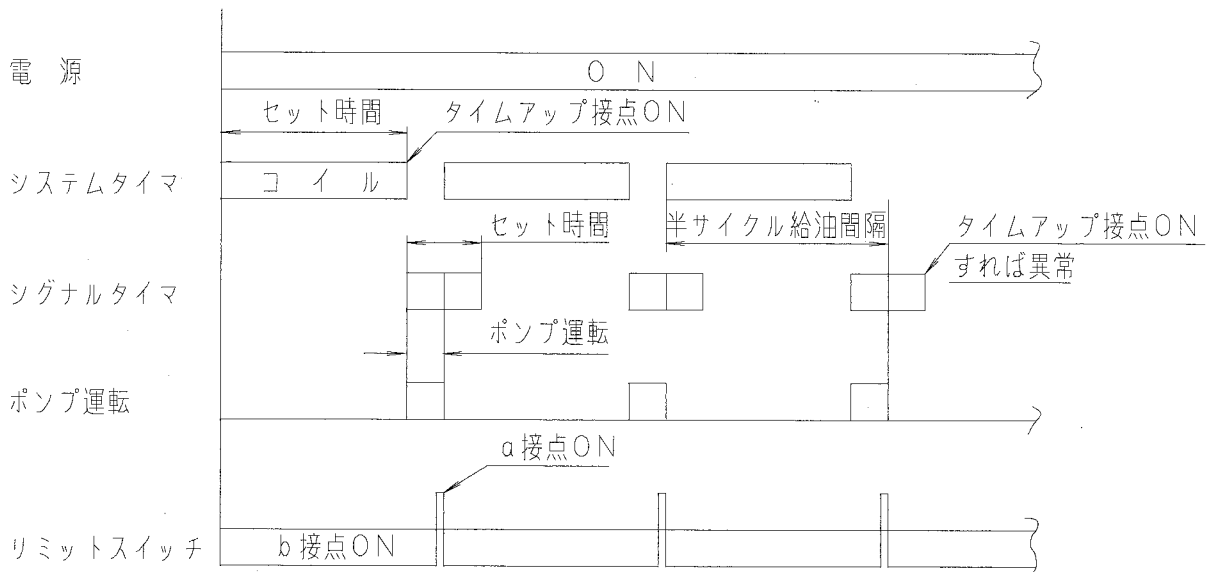 電源
ON
セット時間
タイムアップ接点ON
システムタイマ
コイル
セット時間
半サイクル給油間隔
タイムアップ接点ON
すれば異常
シグナルタイマ
ポンプ運転
ポンプ運転
a接点ON
リミットスイッチ
b接点ON